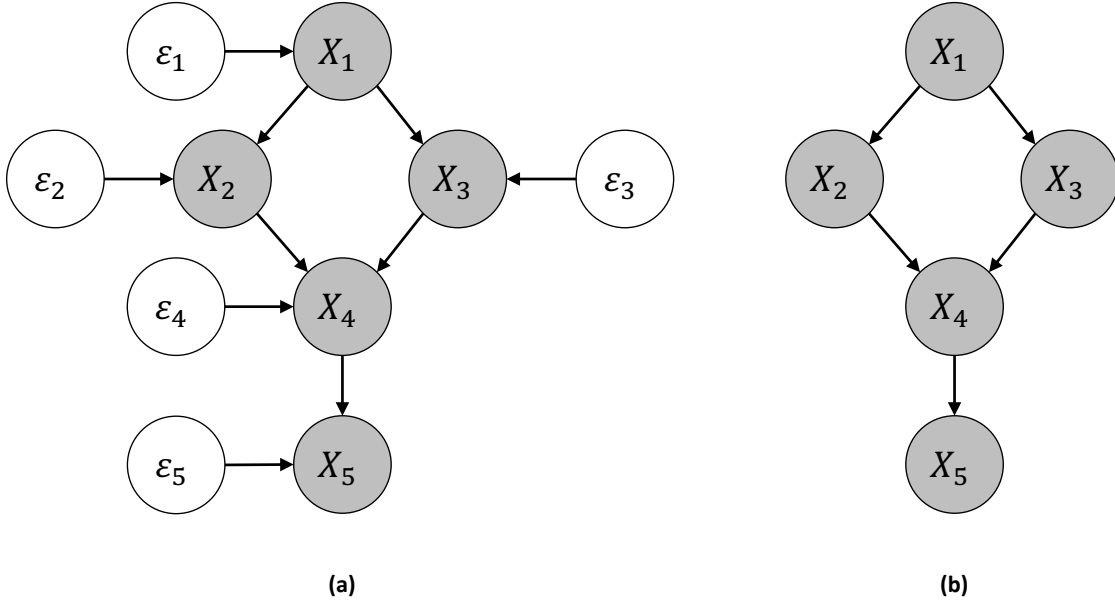 ε₁ X₁ X₁
ε₂ X₂ X₃ ε₃ X₂ X₃
ε₄ X₄ X₄
ε₅ X₅ X₅
(a) (b)